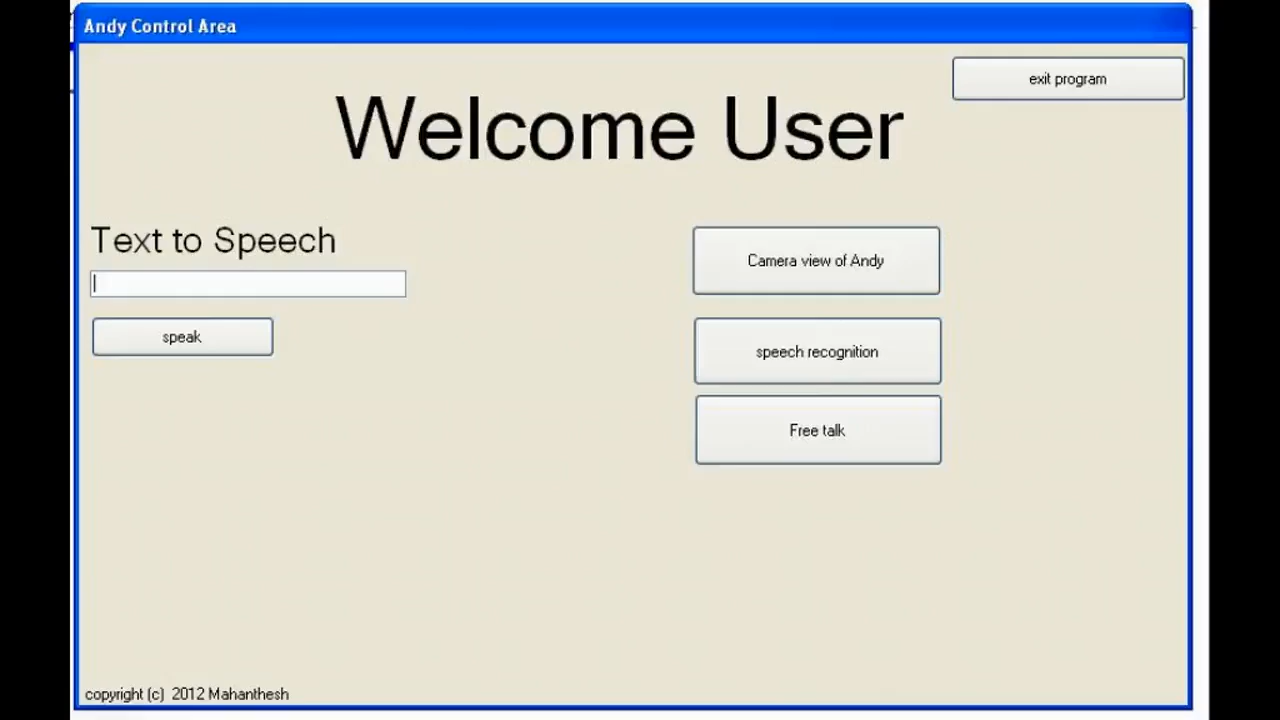 Andy Control Area
exit program
Welcome User
Text to Speech
speak
Camera view of Andy
speech recognition
Free talk
copyright (c) 2012 Mahanthesh